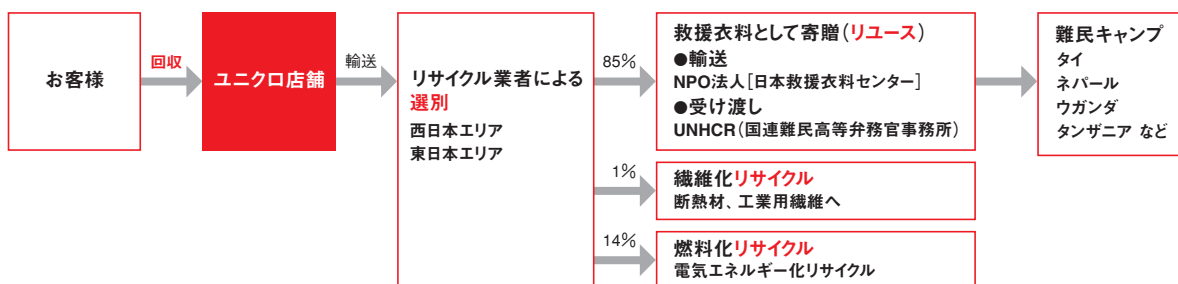 お客様
回収
ユニクロ店舗
輸送
リサイクル業者による
選別
西日本エリア
東日本エリア
85%
救援衣料として寄贈（リユース）
●輸送
NPO法人［日本救援衣料センター］
●受け渡し
UNHCR（国連難民高等弁務官事務所）
難民キャンプ
タイ
ネパール
ウガンダ
タンザニア など
1%
繊維化リサイクル
断熱材、工業用繊維へ
14%
燃料化リサイクル
電気エネルギー化リサイクル